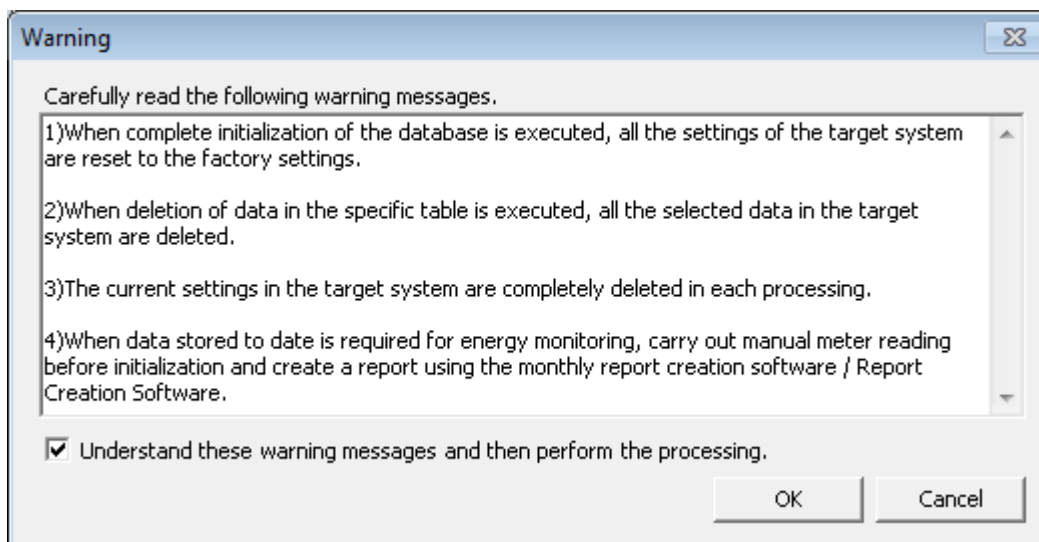 Warning
Carefully read the following warning messages.
1)When complete initialization of the database is executed, all the settings of the target system
are reset to the factory settings.
2)When deletion of data in the specific table is executed, all the selected data in the target
system are deleted.
3)The current settings in the target system are completely deleted in each processing.
4)When data stored to date is required for energy monitoring, carry out manual meter reading
before initialization and create a report using the monthly report creation software / Report
Creation Software.
Understand these warning messages and then perform the processing.
OK Cancel